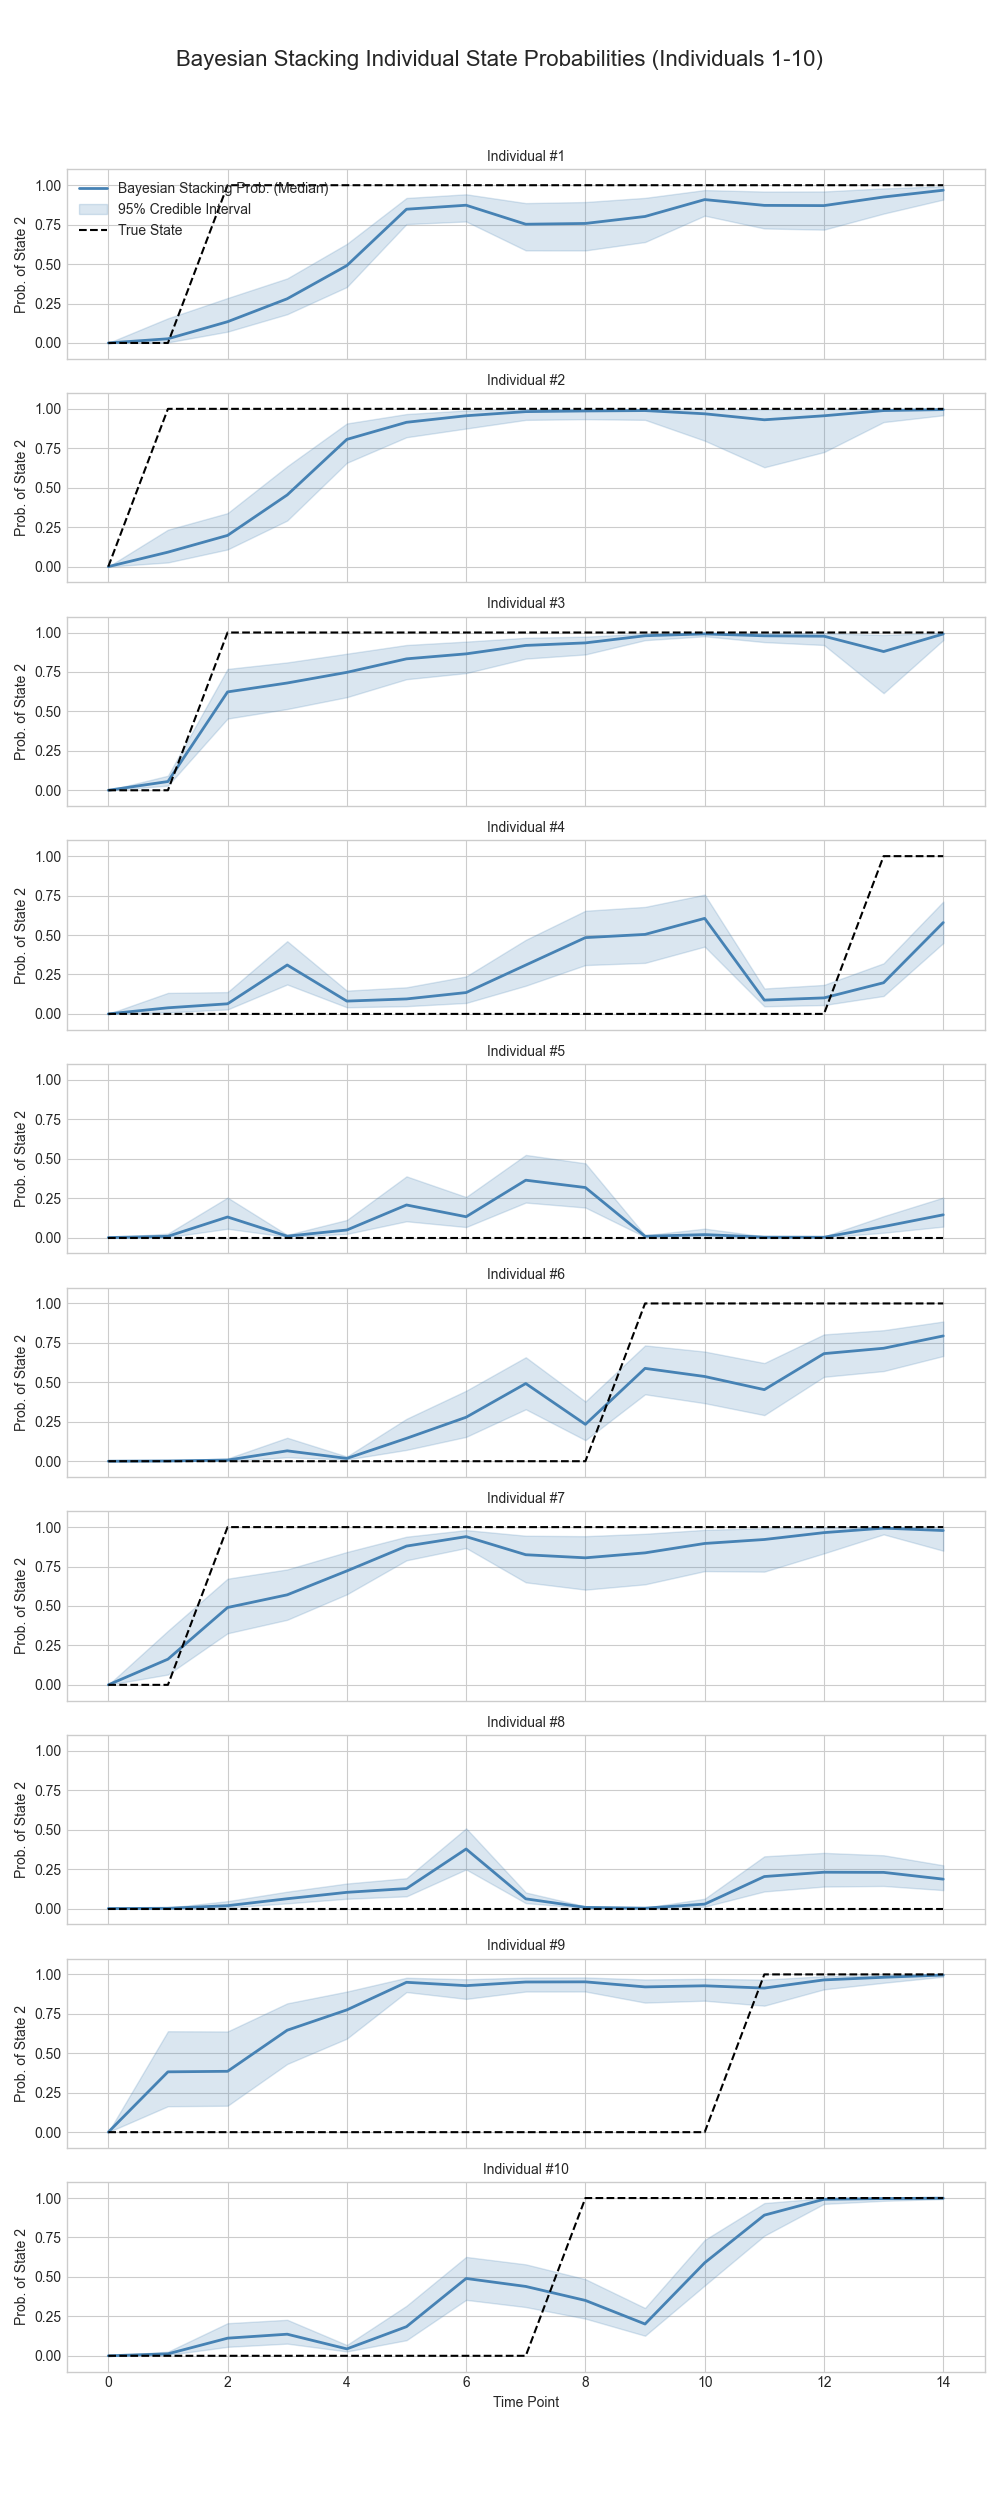 Bayesian Stacking Individual State Probabilities (Individuals 1-10)
Individual #1
Bayesian Stacking Prob. (Median)
95% Credible Interval
True State
Prob. of State 2
1.00
0.75
0.50
0.25
0.00
Individual #2
Prob. of State 2
1.00
0.75
0.50
0.25
0.00
Individual #3
Prob. of State 2
1.00
0.75
0.50
0.25
0.00
Individual #4
Prob. of State 2
1.00
0.75
0.50
0.25
0.00
Individual #5
Prob. of State 2
1.00
0.75
0.50
0.25
0.00
Individual #6
Prob. of State 2
1.00
0.75
0.50
0.25
0.00
Individual #7
Prob. of State 2
1.00
0.75
0.50
0.25
0.00
Individual #8
Prob. of State 2
1.00
0.75
0.50
0.25
0.00
Individual #9
Prob. of State 2
1.00
0.75
0.50
0.25
0.00
Individual #10
Prob. of State 2
1.00
0.75
0.50
0.25
0.00
0 2 4 6 8 10 12 14
Time Point